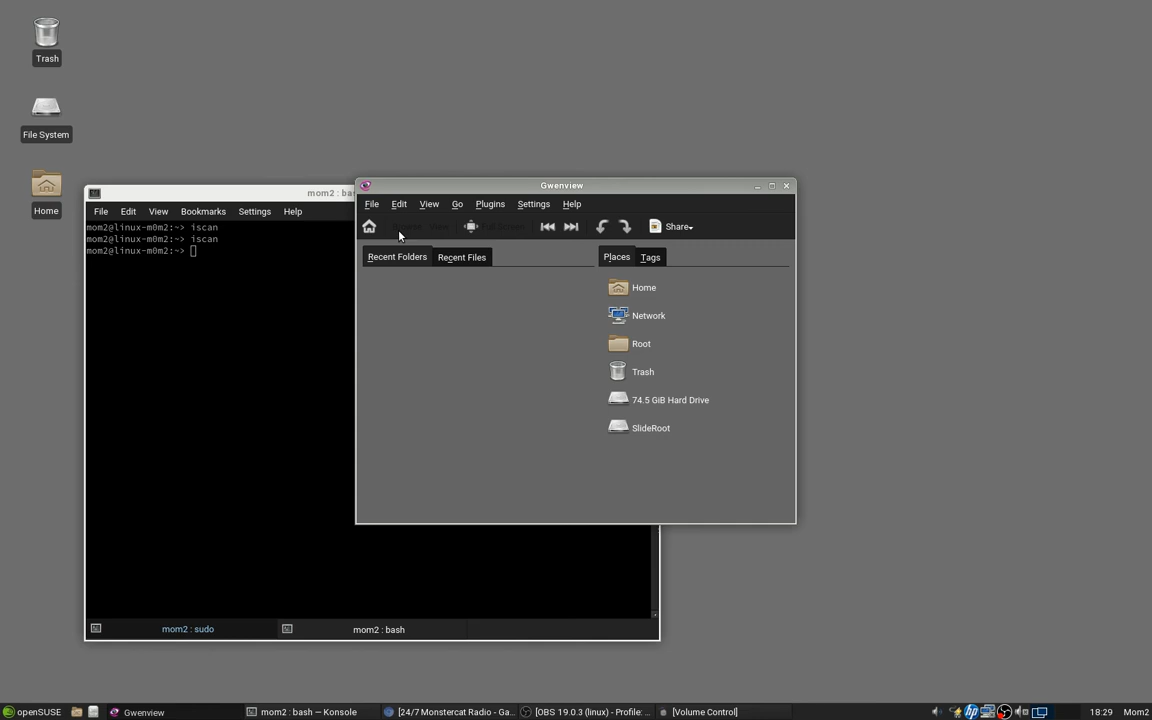 Trash
File System
Home
mom2 : ba
File Edit View Bookmarks Settings Help
mom2@linux-m0m2:~> iscan
mom2@linux-m0m2:~> iscan
mom2@linux-m0m2:~>
mom2 : sudo
mom2 : bash
Gwenview
File Edit View Go Plugins Settings Help
Full Screen
Share
Recent Folders
Recent Files
Places
Tags
Home
Network
Root
Trash
74.5 GiB Hard Drive
SlideRoot
openSUSE
Gwenview
mom2 : bash — Konsole
[24/7 Monstercat Radio - Ga...
[OBS 19.0.3 (linux) - Profile: ...
[Volume Control]
hp
18:29
Mom2